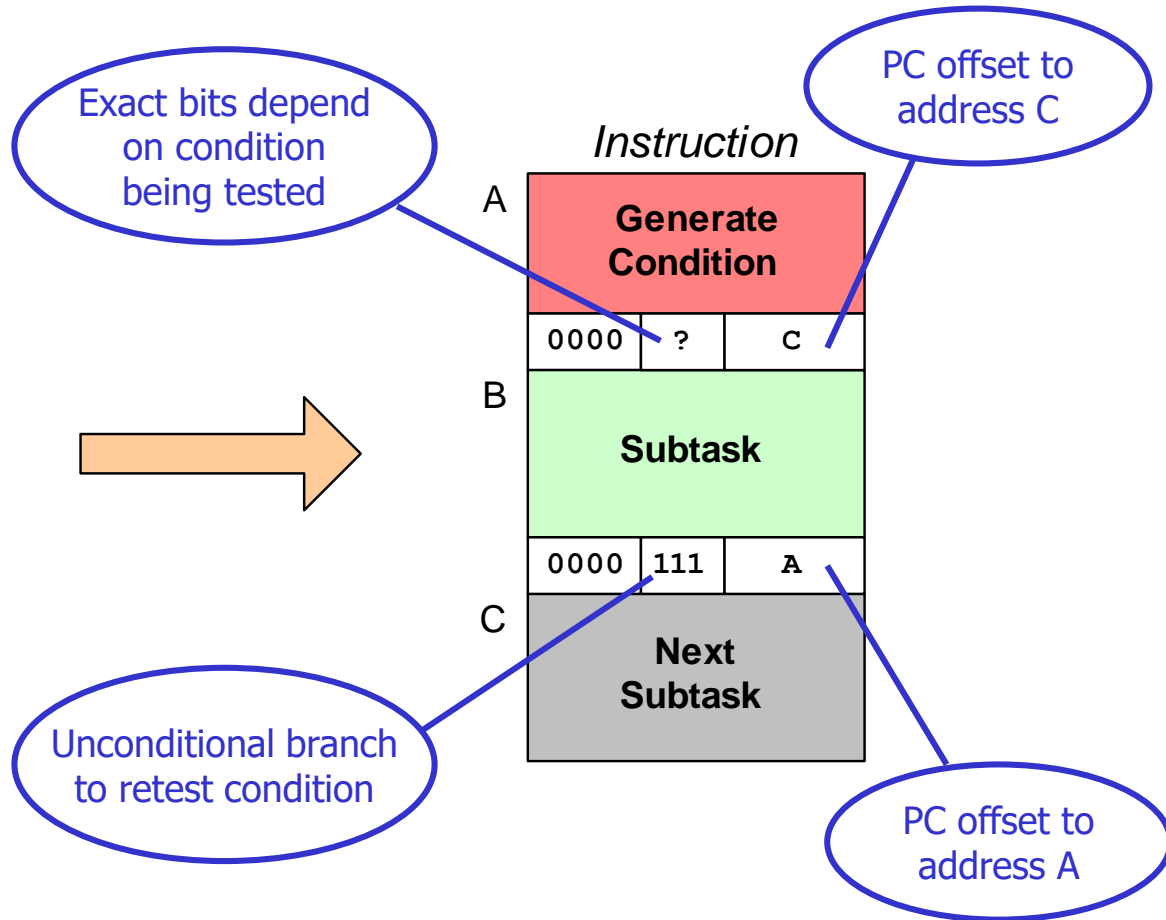 Exact bits depend
on condition
being tested
PC offset to
address C
Instruction
A
Generate
Condition
0000 ? C
B
Subtask
0000 111 A
C
Next
Subtask
Unconditional branch
to retest condition
PC offset to
address A